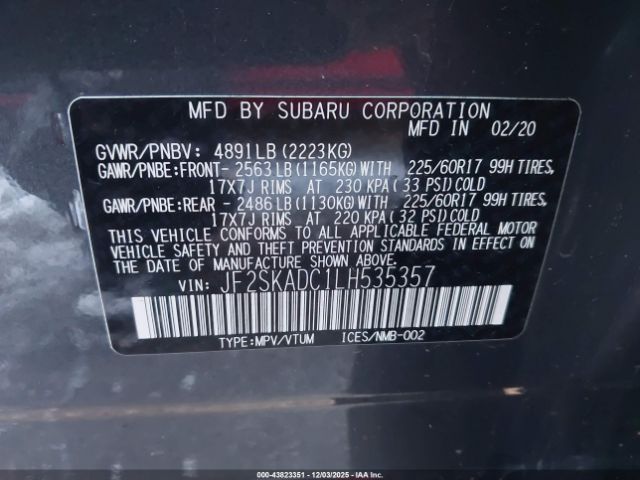 MFD BY SUBARU CORPORATION
MFD IN 02/20
GVWR/PNBV: 4891LB (2223KG)
GAWR/PNBE:FRONT- 2563 LB (1165KG) WITH 225/60R17 99H TIRES,
17X7J RIMS AT 230 KPA (33 PSI) COLD
GAWR/PNBE:REAR - 2486 LB (1130KG) WITH 225/60R17 99H TIRES,
17X7J RIMS AT 220 KPA (32 PSI) COLD
THIS VEHICLE CONFORMS TO ALL APPLICABLE FEDERAL MOTOR
VEHICLE SAFETY AND THEFT PREVENTION STANDARDS IN EFFECT ON
THE DATE OF MANUFACTURE SHOWN ABOVE.
VIN: JF2SKADC1LH535357
TYPE:MPV/VTUM ICES/NMB-002
000-43823351 - 12/03/2025 - IAAI.COM